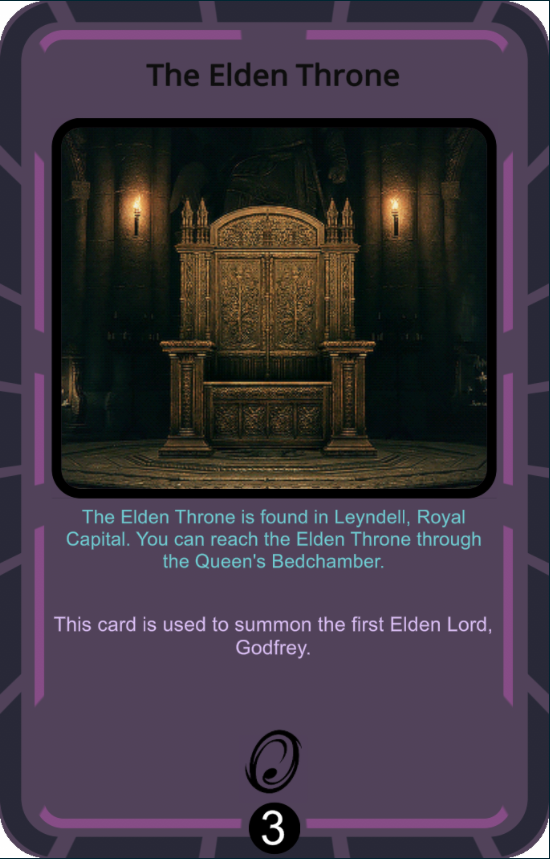 The Elden Throne
The Elden Throne is found in Leyndell, Royal
Capital. You can reach the Elden Throne through
the Queen's Bedchamber.
This card is used to summon the first Elden Lord,
Godfrey.
3